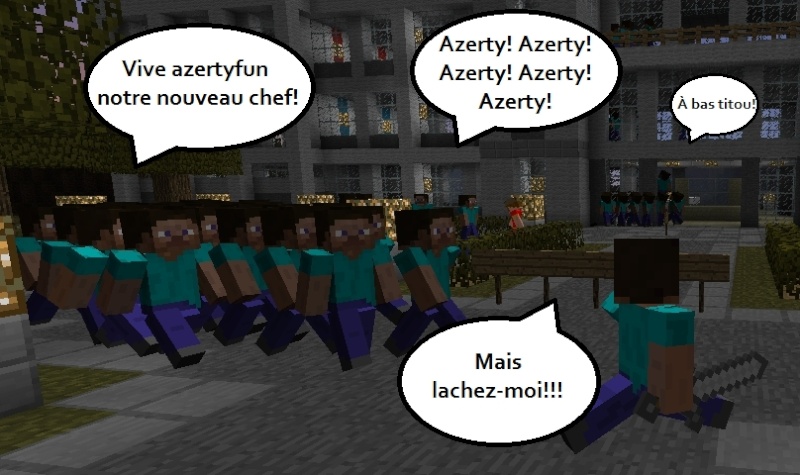 Vive azertyfun
notre nouveau chef!
Azerty! Azerty!
Azerty! Azerty!
Azerty!
À bas titou!
Mais
lachez-moi!!!